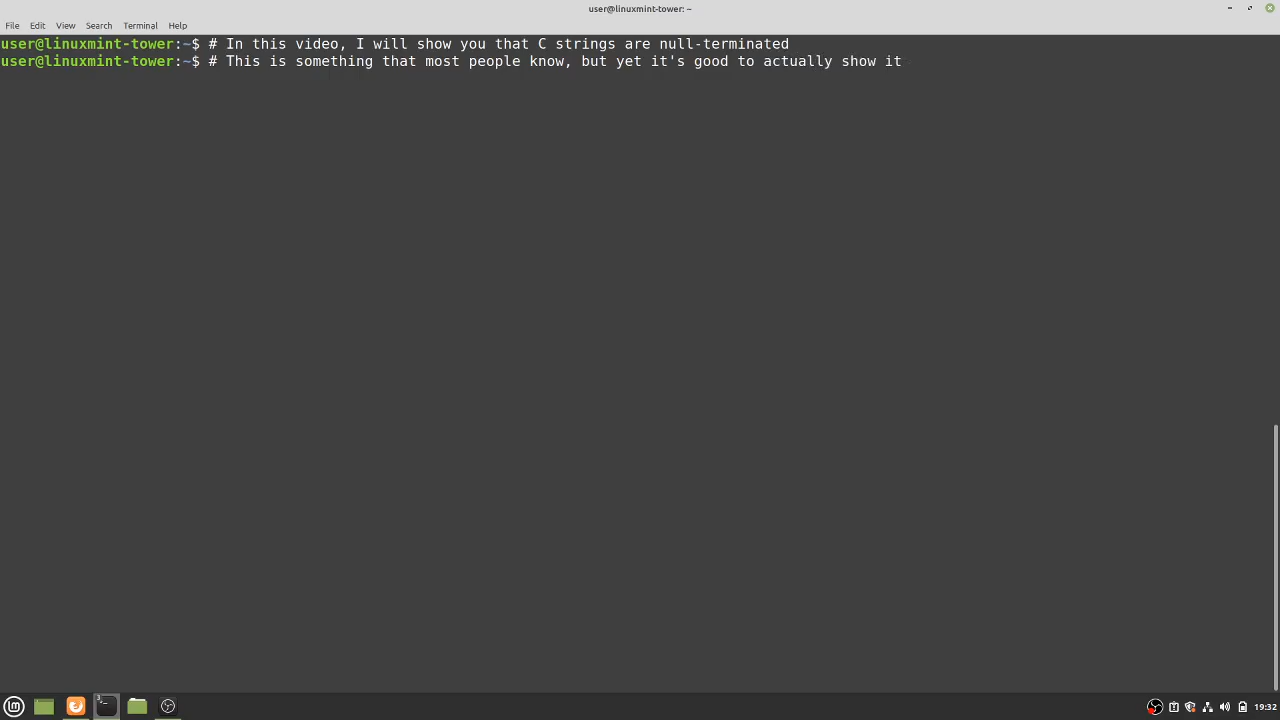 user@linuxmint-tower: ~
File Edit View Search Terminal Help
user@linuxmint-tower:~$ # In this video, I will show you that C strings are null-terminated
user@linuxmint-tower:~$ # This is something that most people know, but yet it's good to actually show it
3
19:32